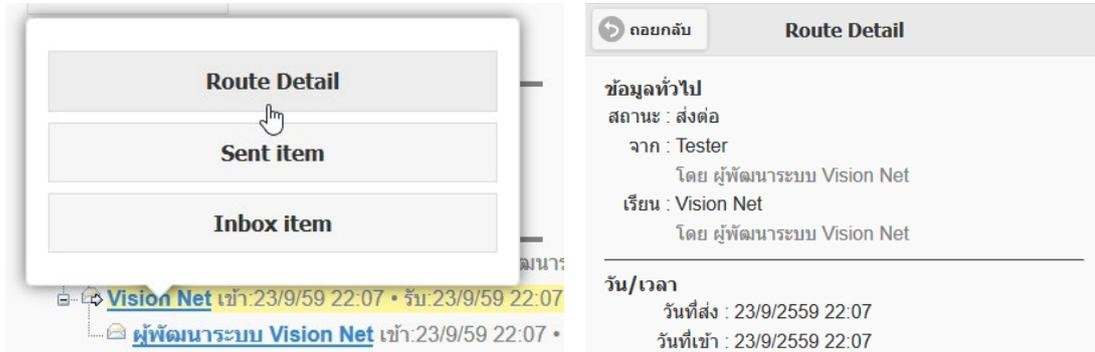 Route Detail
Sent item
Inbox item
Vision Net เข้า:23/9/59 22:07 • รับ:23/9/59 22:07
ผู้พัฒนาระบบ Vision Net เข้า:23/9/59 22:07 •
ถอยกลับ
Route Detail
ข้อมูลทั่วไป
สถานะ : ส่งต่อ
จาก : Tester
โดย ผู้พัฒนาระบบ Vision Net
เรียน : Vision Net
โดย ผู้พัฒนาระบบ Vision Net
วัน/เวลา
วันที่ส่ง : 23/9/2559 22:07
วันที่เข้า : 23/9/2559 22:07